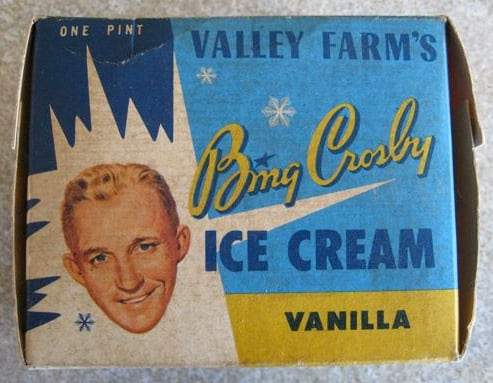 ONE PINT
VALLEY FARM'S
Bing Crosby
ICE CREAM
VANILLA